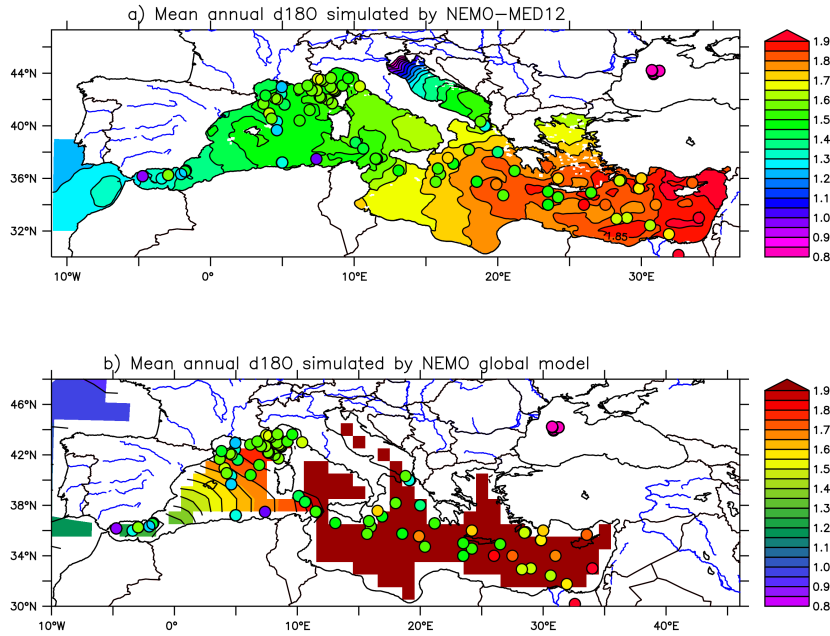 a) Mean annual d18O simulated by NEMO-MED12
44°N
40°N
36°N
32°N
10°W
0°
10°E
20°E
30°E
1.85
1.9
1.8
1.7
1.6
1.5
1.4
1.3
1.2
1.1
1.0
0.9
0.8
b) Mean annual d18O simulated by NEMO global model
46°N
42°N
38°N
34°N
30°N
10°W
0°
10°E
20°E
30°E
40°E
1.9
1.8
1.7
1.6
1.5
1.4
1.3
1.2
1.1
1.0
0.9
0.8